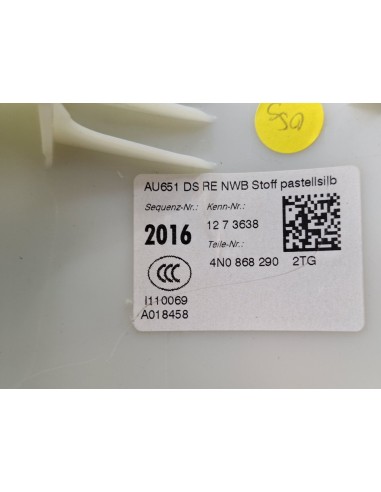 AU651 DS RE NWB Stoff pastellsilb
Sequenz-Nr.: Kenn-Nr.:
2016 12 7 3638
Teile-Nr.:
4N0 868 290 2TG
CCC
I110069
A018458